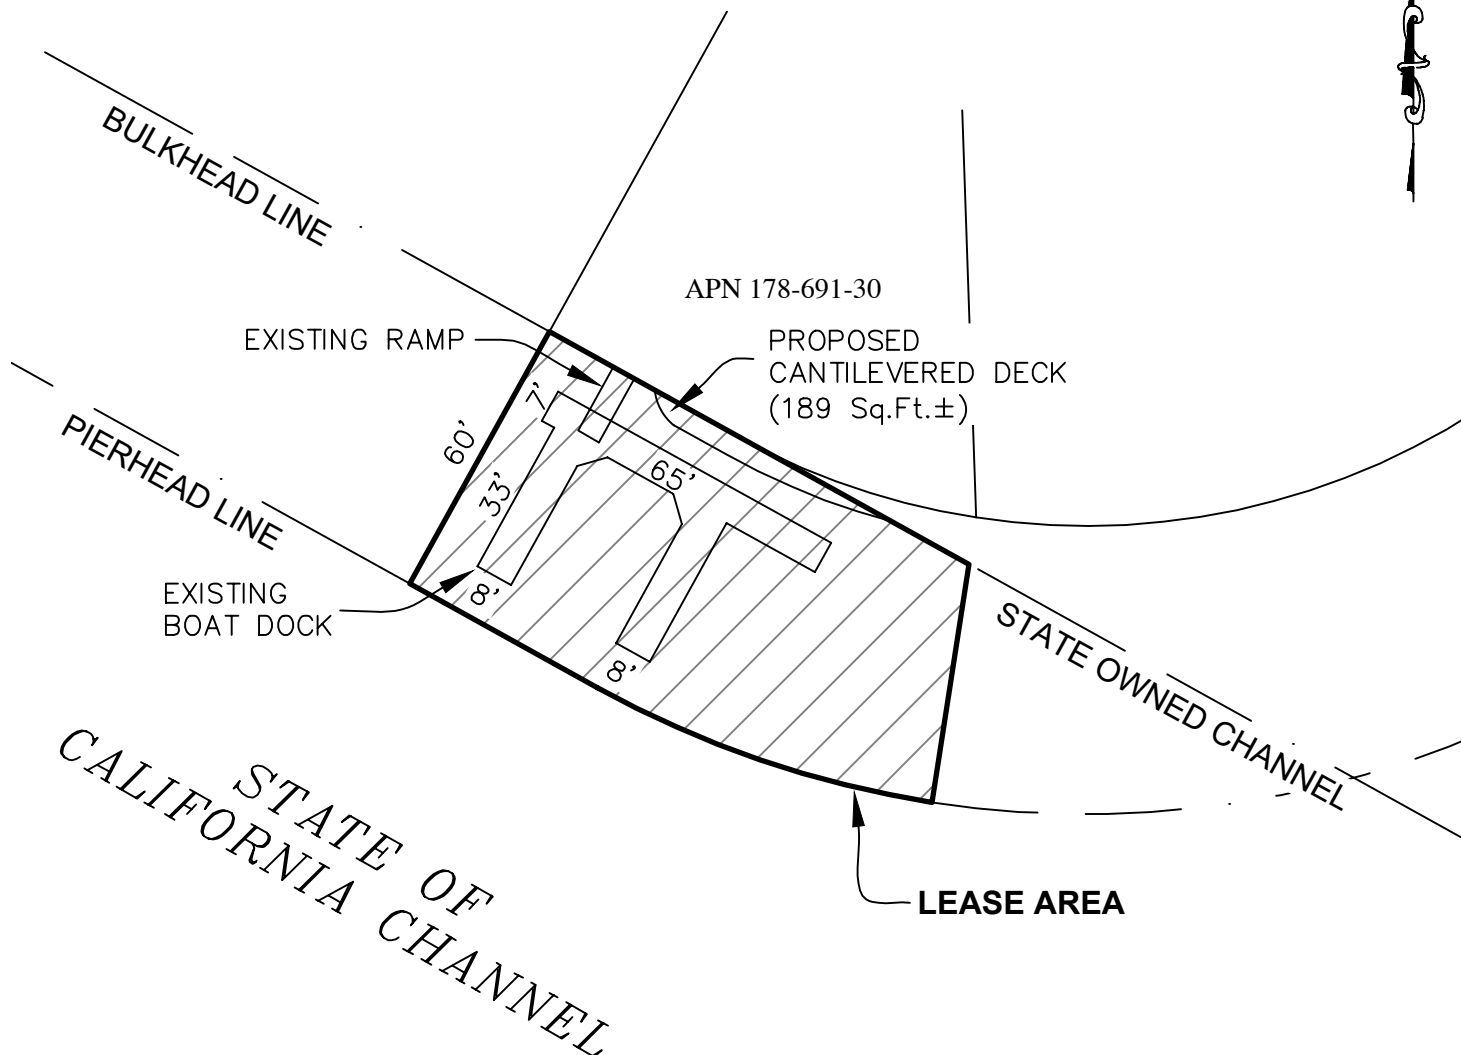 BULKHEAD LINE
APN 178-691-30
EXISTING RAMP
PROPOSED
CANTILEVERED DECK
(189 Sq.Ft.±)
PIERHEAD LINE
60'
7'
33'
65'
8'
8'
EXISTING
BOAT DOCK
STATE OWNED CHANNEL
STATE OF
CALIFORNIA CHANNEL
LEASE AREA